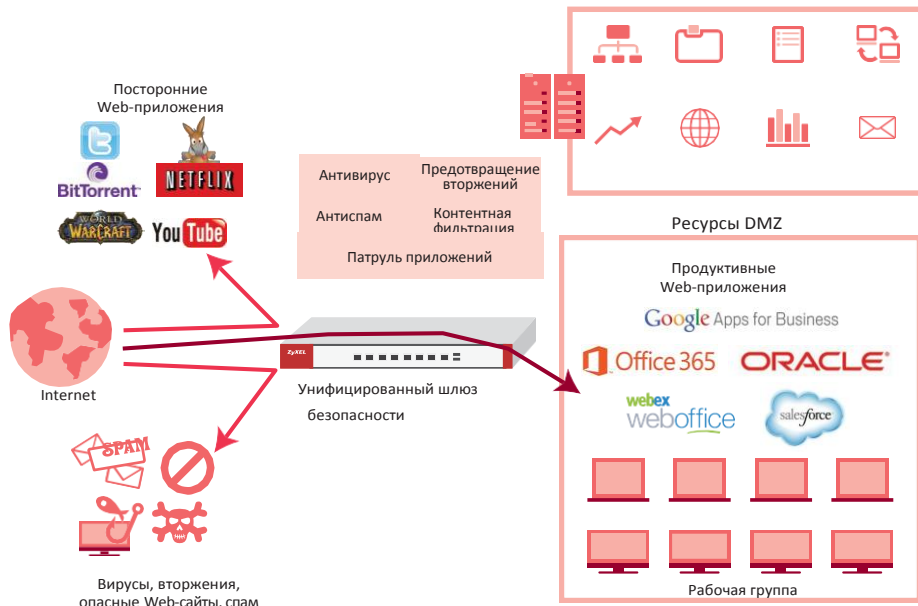 Посторонние
Web-приложения
BitTorrent
NETFLIX
WORLD
WARCRAFT
You Tube
Антивирус
Предотвращение
вторжений
Антиспам
Контентная
фильтрация
Патруль приложений
Internet
ZyXEL
Унифицированный шлюз
безопасности
SPAM
Вирусы, вторжения,
опасные Web-сайты, спам
Ресурсы DMZ
Продуктивные
Web-приложения
Google Apps for Business
Office 365
ORACLE
webex
weboffice
salesforce
Рабочая группа